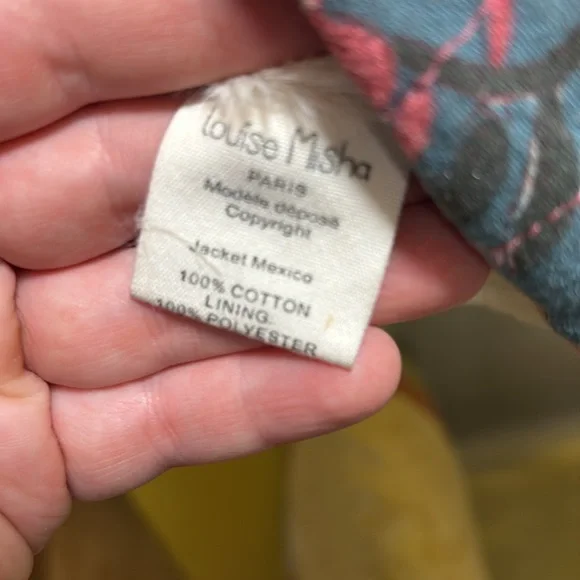 Louise Misha
PARIS
Modèle déposé
Copyright
Jacket Mexico
100% COTTON
LINING
100% POLYESTER